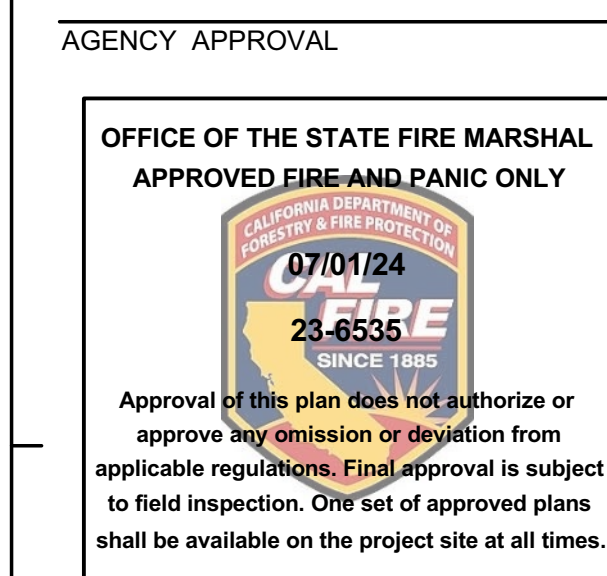 AGENCY APPROVAL
OFFICE OF THE STATE FIRE MARSHAL
APPROVED FIRE AND PANIC ONLY
CALIFORNIA DEPARTMENT OF
FORESTRY & FIRE PROTECTION
07/01/24
CAL
FIRE
23-6535
SINCE 1885
Approval of this plan does not authorize or
approve any omission or deviation from
applicable regulations. Final approval is subject
to field inspection. One set of approved plans
shall be available on the project site at all times.